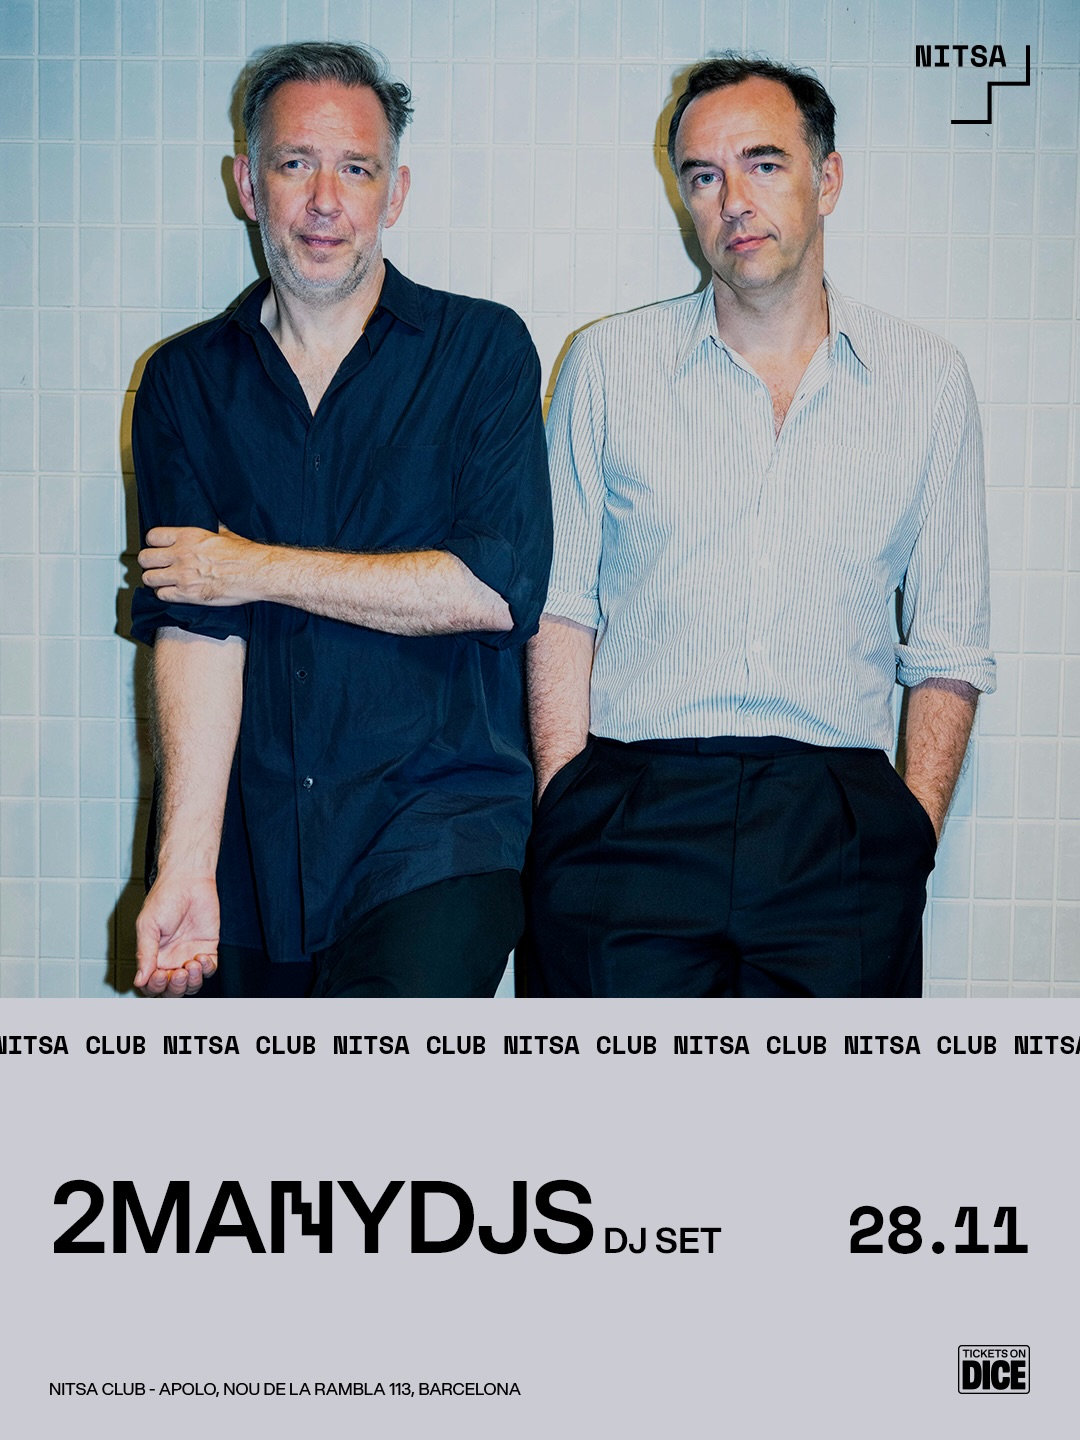 NITSA
NITSA CLUB NITSA CLUB NITSA CLUB NITSA CLUB NITSA CLUB NITSA CLUB NITSA
2MANYDJS DJ SET
28.11
NITSA CLUB - APOLO, NOU DE LA RAMBLA 113, BARCELONA
TICKETS ON
DICE